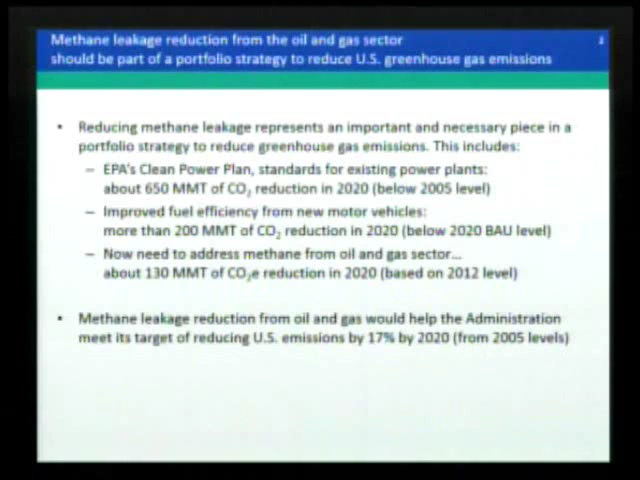 Methane leakage reduction from the oil and gas sector
should be part of a portfolio strategy to reduce U.S. greenhouse gas emissions
• Reducing methane leakage represents an important and necessary piece in a
portfolio strategy to reduce greenhouse gas emissions. This includes:
– EPA's Clean Power Plan, standards for existing power plants:
about 650 MMT of CO₂ reduction in 2020 (below 2005 level)
– Improved fuel efficiency from new motor vehicles:
more than 200 MMT of CO₂ reduction in 2020 (below 2020 BAU level)
– Now need to address methane from oil and gas sector...
about 130 MMT of CO₂e reduction in 2020 (based on 2012 level)
• Methane leakage reduction from oil and gas would help the Administration
meet its target of reducing U.S. emissions by 17% by 2020 (from 2005 levels)